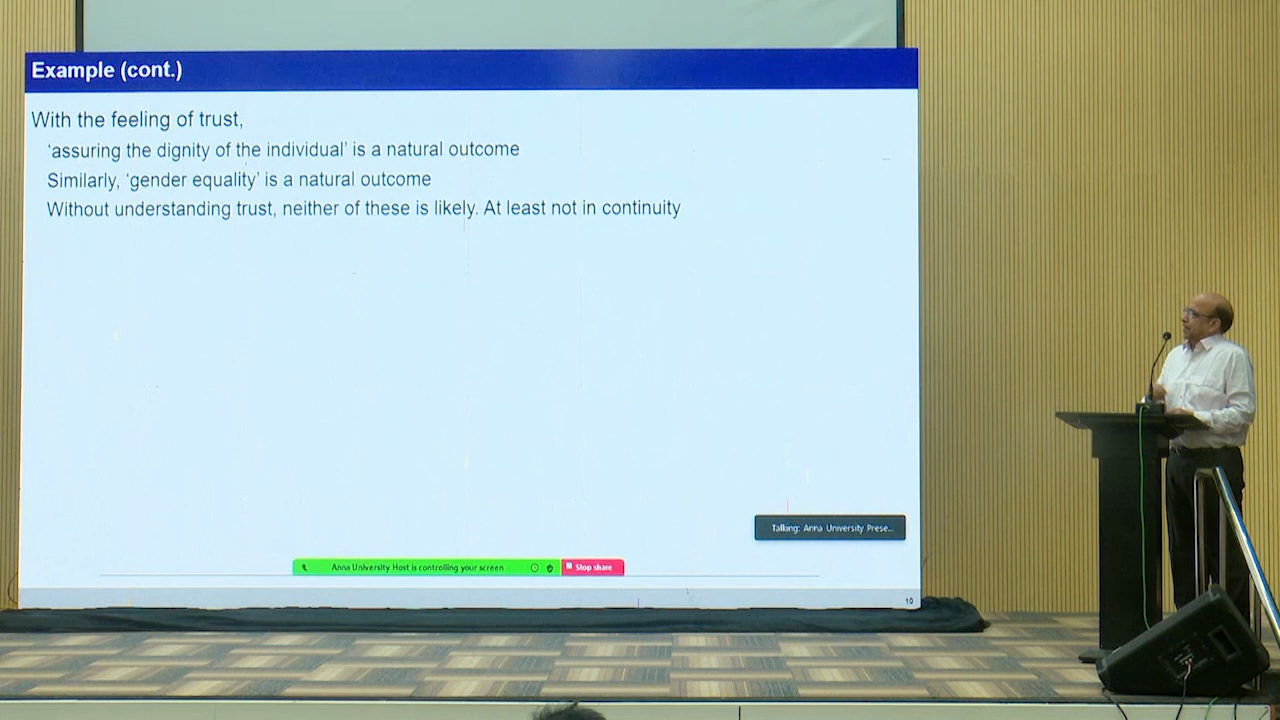 Example (cont.)
With the feeling of trust,
‘assuring the dignity of the individual’ is a natural outcome
Similarly, ‘gender equality’ is a natural outcome
Without understanding trust, neither of these is likely. At least not in continuity
Talking: Anna University Prese...
Anna University Host is controlling your screen
Stop share
10